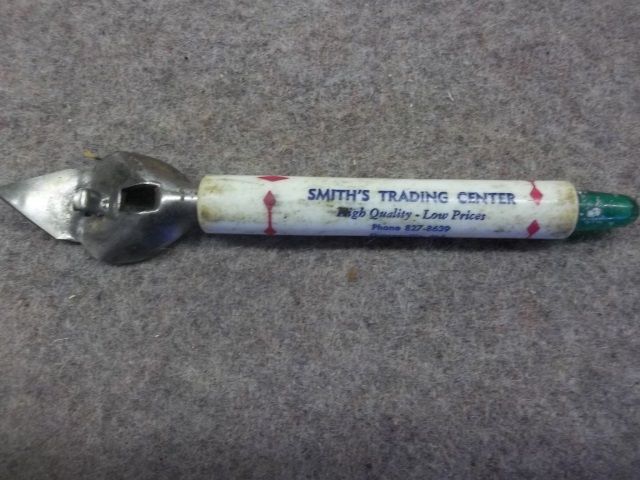 SMITH'S TRADING CENTER
High Quality - Low Prices
Phone 827-8639